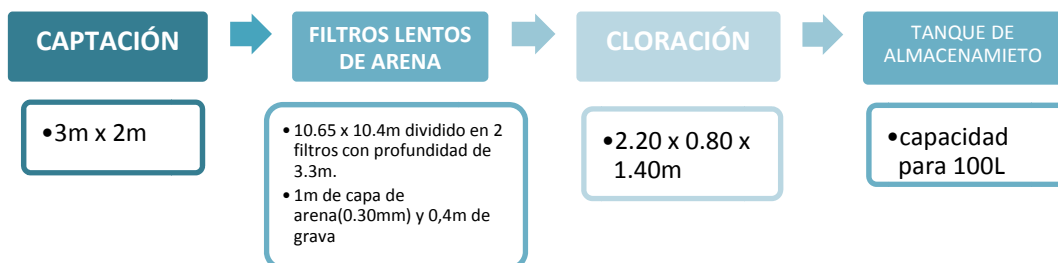 CAPTACIÓN
•3m x 2m
FILTROS LENTOS
DE ARENA
• 10.65 x 10.4m dividido en 2
filtros con profundidad de
3.3m.
• 1m de capa de
arena(0.30mm) y 0,4m de
grava
CLORACIÓN
•2.20 x 0.80 x
1.40m
TANQUE DE
ALMACENAMIETO
•capacidad
para 100L